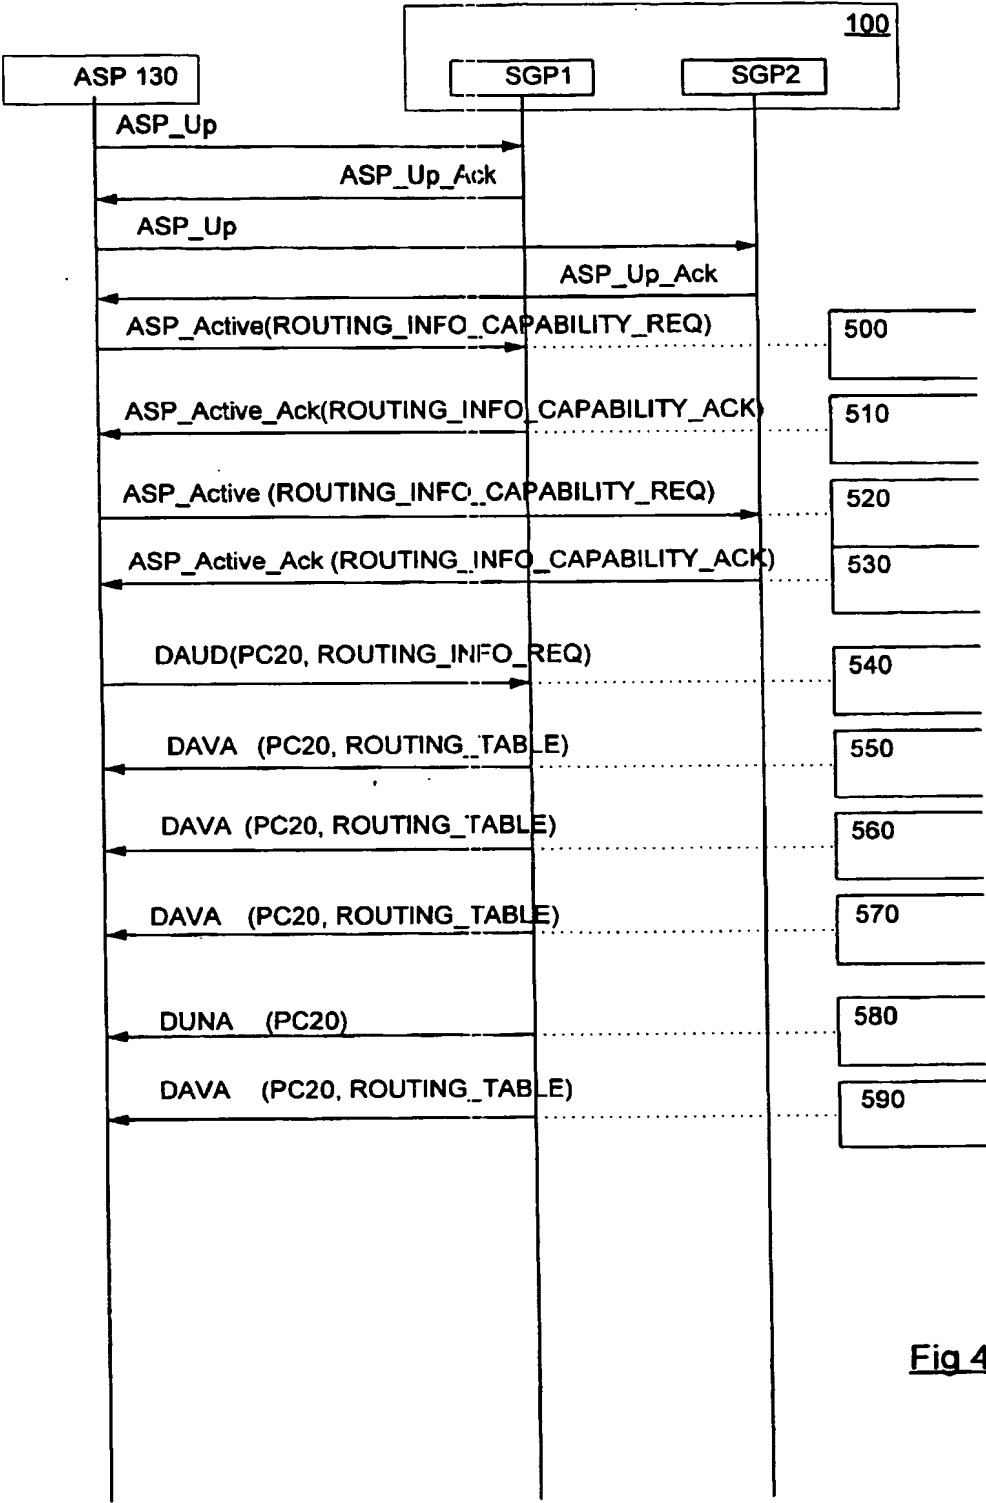 100
ASP 130
SGP1
SGP2
ASP_Up
ASP_Up_Ack
ASP_Up
ASP_Up_Ack
ASP_Active(ROUTING_INFO_CAPABILITY_REQ)
500
ASP_Active_Ack(ROUTING_INFO_CAPABILITY_ACK)
510
ASP_Active (ROUTING_INFO_CAPABILITY_REQ)
520
ASP_Active_Ack (ROUTING_INFO_CAPABILITY_ACK)
530
DAUD(PC20, ROUTING_INFO_REQ)
540
DAVA (PC20, ROUTING_TABLE)
550
DAVA (PC20, ROUTING_TABLE)
560
DAVA (PC20, ROUTING_TABLE)
570
DUNA (PC20)
580
DAVA (PC20, ROUTING_TABLE)
590
Fig 4